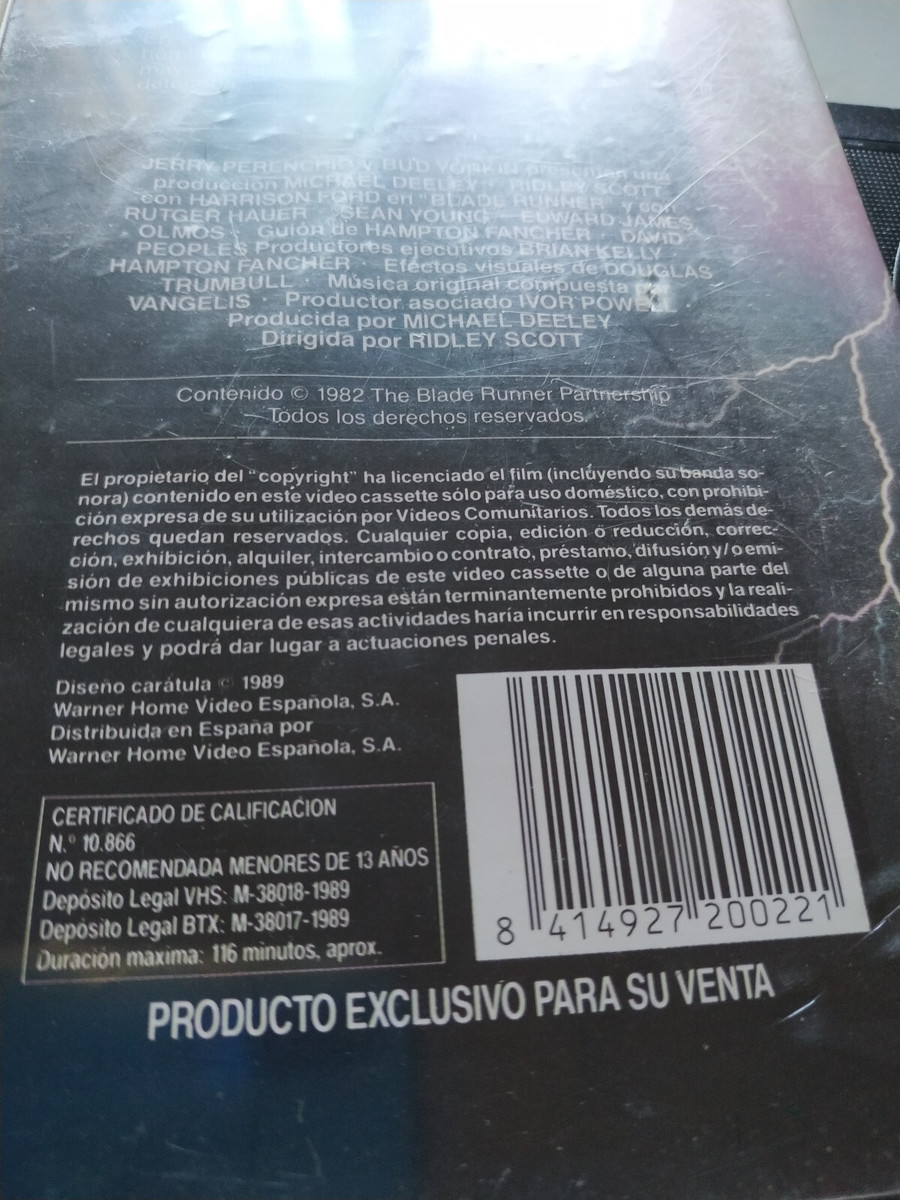 JERRY PERENCHIO Y BUD YORKIN presentan una
producción MICHAEL DEELEY - RIDLEY SCOTT
con HARRISON FORD en "BLADE RUNNER" y con
RUTGER HAUER · SEAN YOUNG · EDWARD JAMES
OLMOS · Guión de HAMPTON FANCHER · DAVID
PEOPLES Productores ejecutivos BRIAN KELLY
HAMPTON FANCHER · Efectos visuales de DOUGLAS
TRUMBULL · Música original compuesta
VANGELIS · Productor asociado IVOR POWELL
Producida por MICHAEL DEELEY
Dirigida por RIDLEY SCOTT
Contenido © 1982 The Blade Runner Partnership
Todos los derechos reservados.
El propietario del "copyright" ha licenciado el film (incluyendo su banda so-
nora) contenido en este video cassette sólo para uso doméstico, con prohibi-
ción expresa de su utilización por Videos Comunitarios. Todos los demás de-
rechos quedan reservados. Cualquier copia, edición o reducción, correc-
ción, exhibición, alquiler, intercambio o contrato, préstamo, difusión y/o emi-
sión de exhibiciones públicas de este video cassette o de alguna parte del
mismo sin autorización expresa están terminantemente prohibidos y la reali-
zación de cualquiera de esas actividades haría incurrir en responsabilidades
legales y podrá dar lugar a actuaciones penales.
Diseño carátula © 1989
Warner Home Video Española, S.A.
Distribuida en España por
Warner Home Video Española, S.A.
CERTIFICADO DE CALIFICACION
N.º 10.866
NO RECOMENDADA MENORES DE 13 AÑOS
Depósito Legal VHS: M-38018-1989
Depósito Legal BTX: M-38017-1989
Duración maxima: 116 minutos, aprox.
8 414927 200221
PRODUCTO EXCLUSIVO PARA SU VENTA